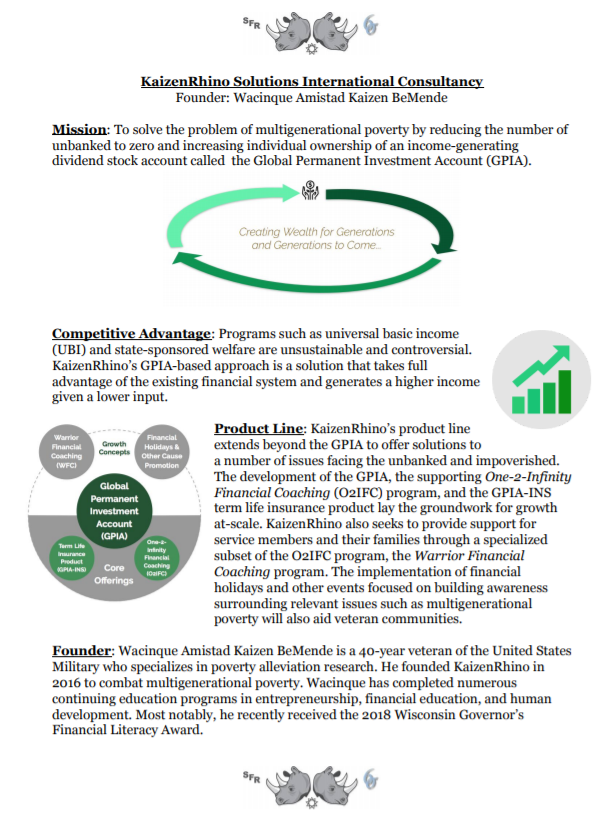 SFR
KaizenRhino Solutions International Consultancy
Founder: Wacinque Amistad Kaizen BeMende
Mission: To solve the problem of multigenerational poverty by reducing the number of
unbanked to zero and increasing individual ownership of an income-generating
dividend stock account called  the Global Permanent Investment Account (GPIA).
Creating Wealth for Generations
and Generations to Come...
Competitive Advantage: Programs such as universal basic income
(UBI) and state-sponsored welfare are unsustainable and controversial.
KaizenRhino's GPIA-based approach is a solution that takes full
advantage of the existing financial system and generates a higher income
given a lower input.
Warrior
Financial
Coaching
(WFC)
Growth
Concepts
Financial
Holidays &
Other Cause
Promotion
Global
Permanent
Investment
Account
(GPIA)
Term Life
Insurance
Product
(GPIA-INS)
One-2-
Infinity
Financial
Coaching
(O2IFC)
Core
Offerings
Product Line: KaizenRhino's product line
extends beyond the GPIA to offer solutions to
a number of issues facing the unbanked and impoverished.
The development of the GPIA, the supporting One-2-Infinity
Financial Coaching (O2IFC) program, and the GPIA-INS
term life insurance product lay the groundwork for growth
at-scale. KaizenRhino also seeks to provide support for
service members and their families through a specialized
subset of the O2IFC program, the Warrior Financial
Coaching program. The implementation of financial
holidays and other events focused on building awareness
surrounding relevant issues such as multigenerational
poverty will also aid veteran communities.
Founder: Wacinque Amistad Kaizen BeMende is a 40-year veteran of the United States
Military who specializes in poverty alleviation research. He founded KaizenRhino in
2016 to combat multigenerational poverty. Wacinque has completed numerous
continuing education programs in entrepreneurship, financial education, and human
development. Most notably, he recently received the 2018 Wisconsin Governor's
Financial Literacy Award.
SFR